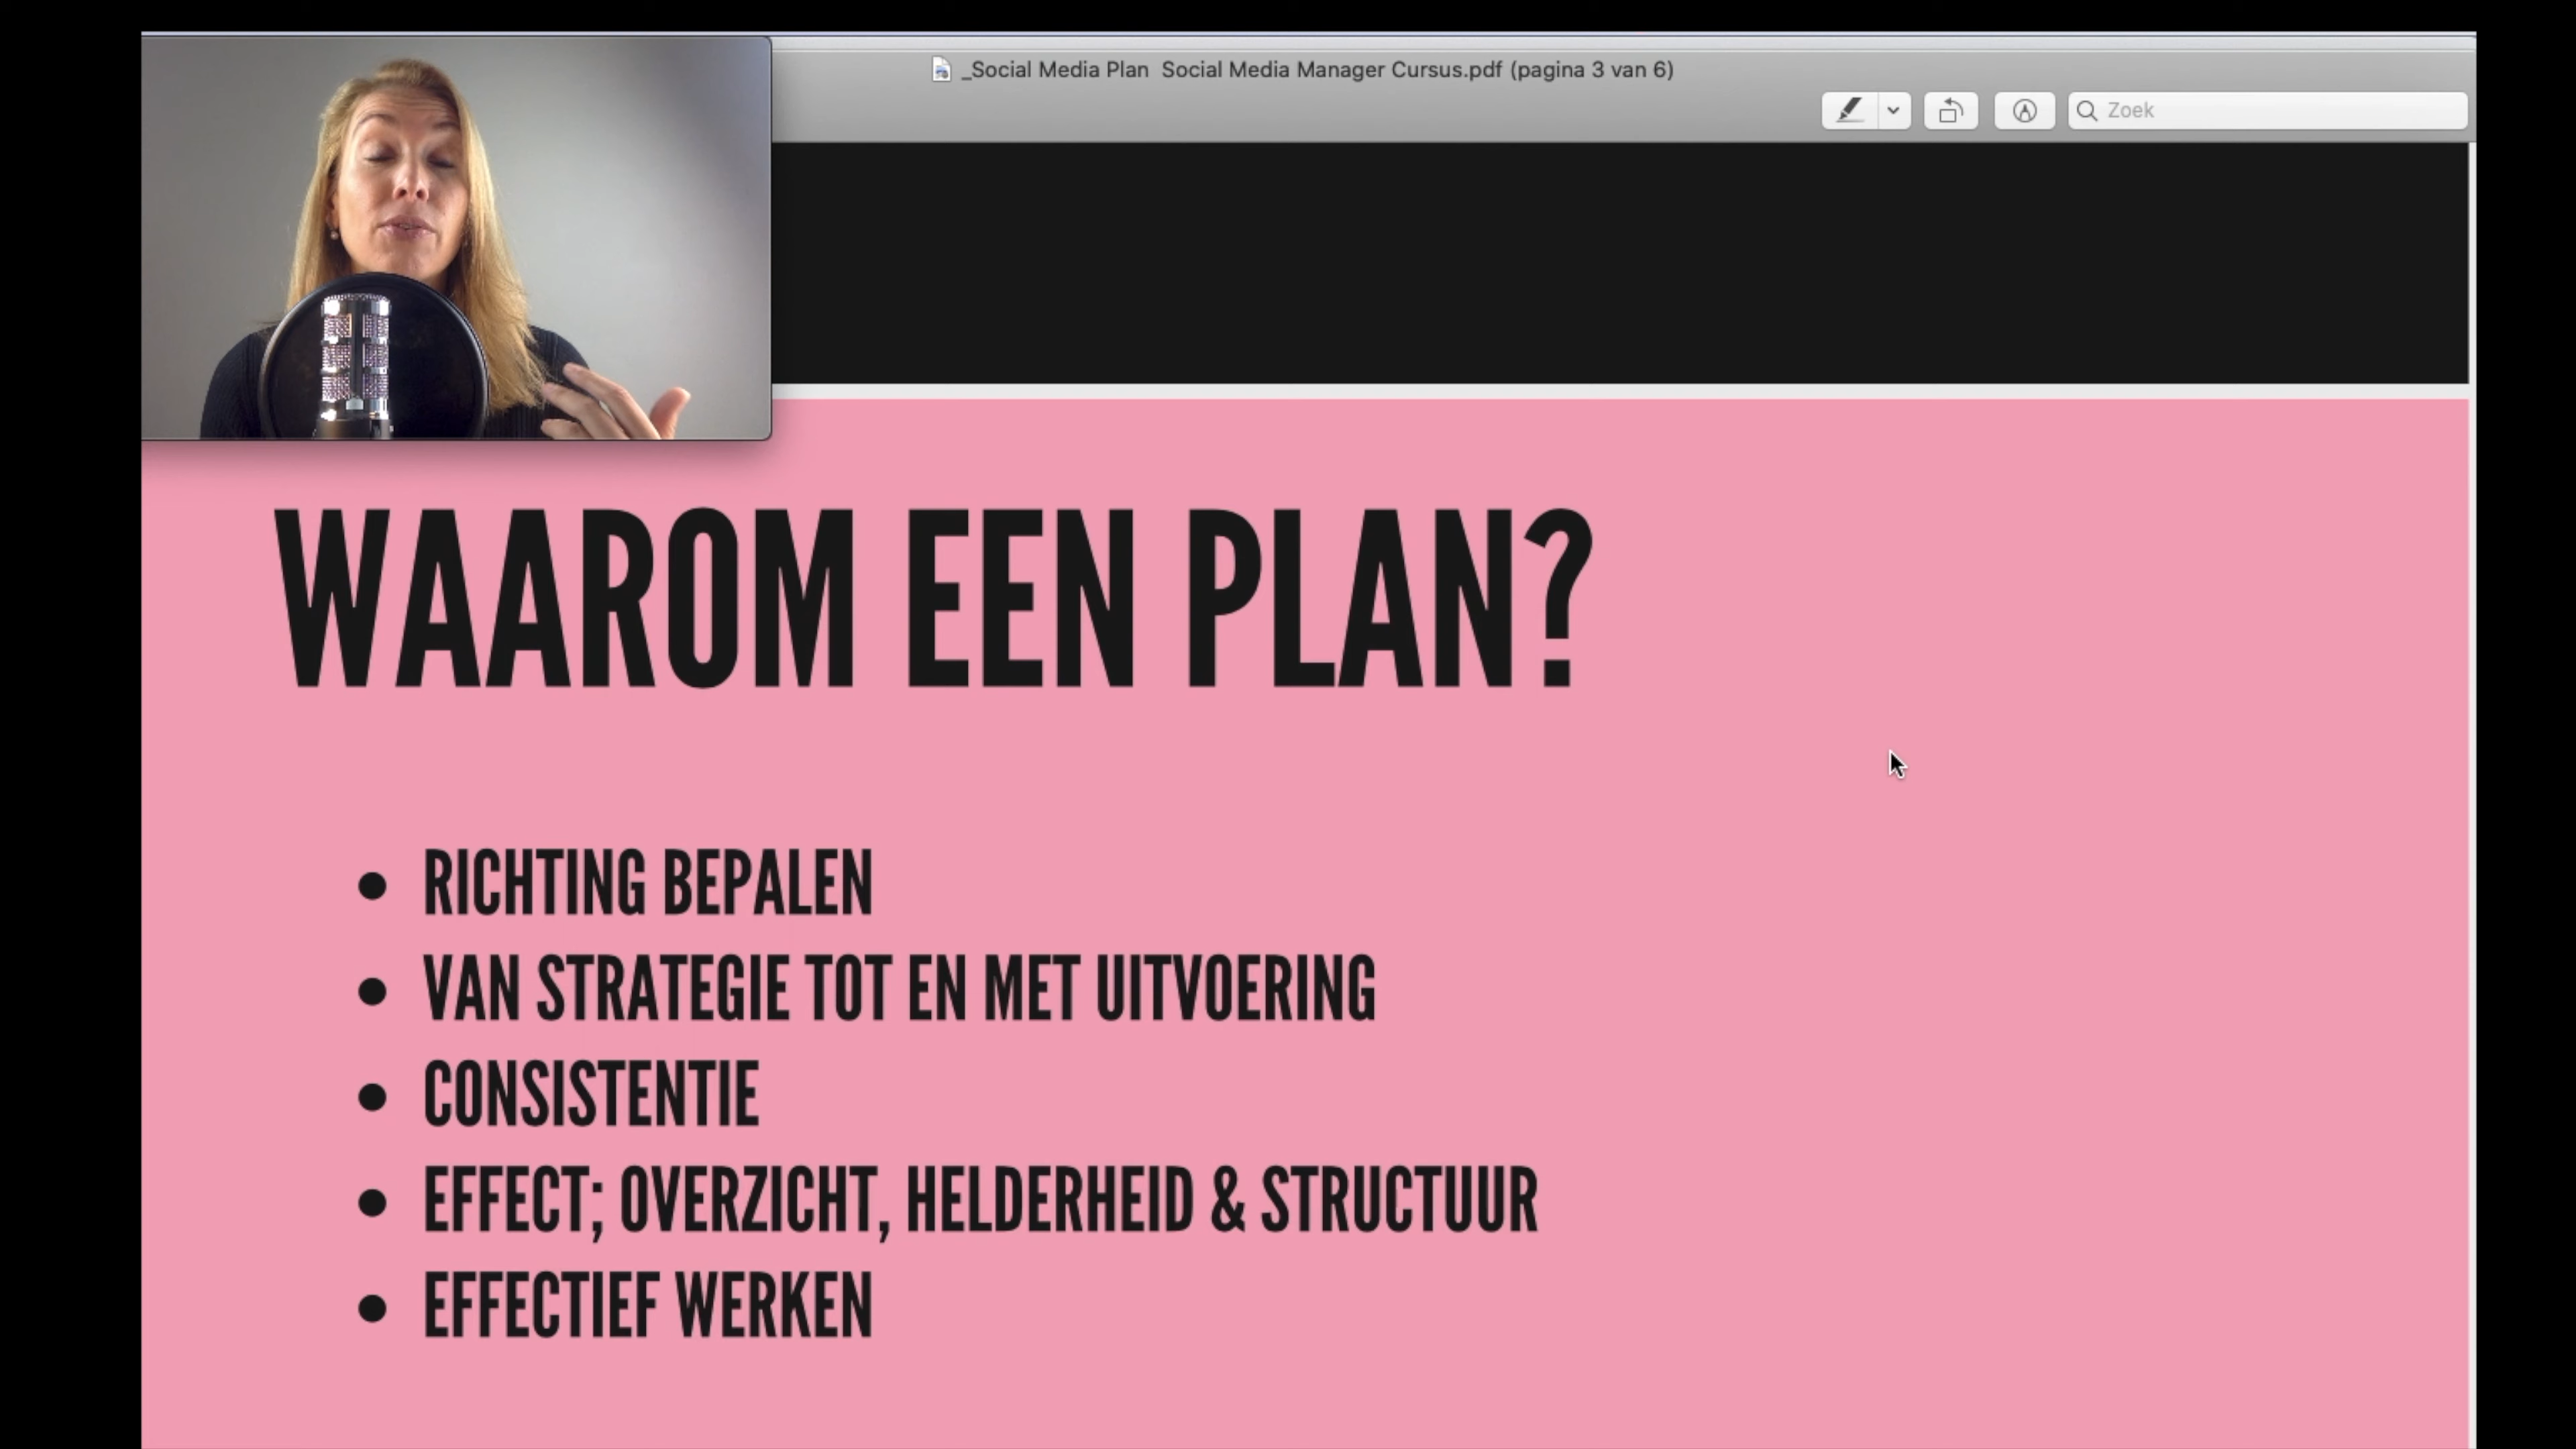 _Social Media Plan  Social Media Manager Cursus.pdf (pagina 3 van 6)
Zoek
WAAROM EEN PLAN?
• RICHTING BEPALEN
• VAN STRATEGIE TOT EN MET UITVOERING
• CONSISTENTIE
• EFFECT; OVERZICHT, HELDERHEID & STRUCTUUR
• EFFECTIEF WERKEN